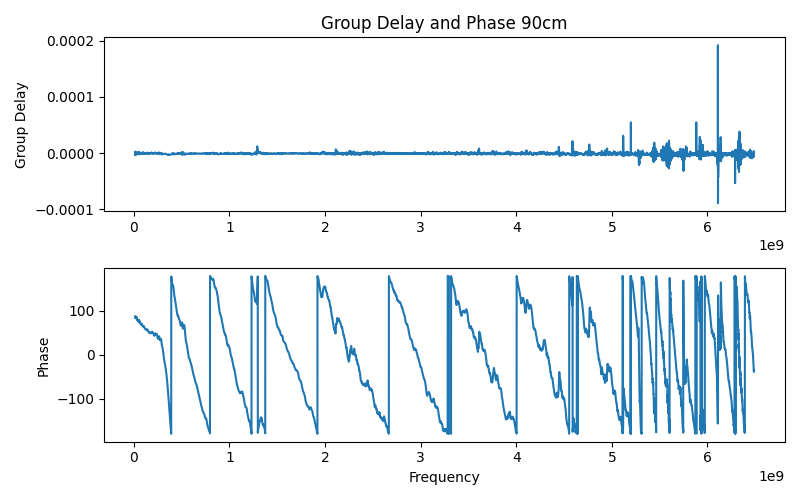 Group Delay and Phase 90cm
Group Delay
0.0002
0.0001
0.0000
−0.0001
0 1 2 3 4 5 6
1e9
Phase
100
0
−100
0 1 2 3 4 5 6
1e9
Frequency